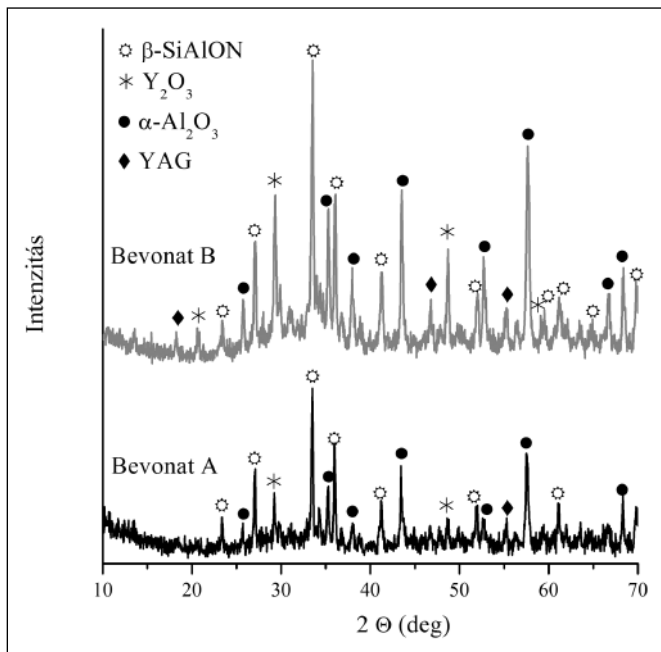 β-SiAlON
Y₂O₃
α-Al₂O₃
YAG
Bevonat B
Bevonat A
Intenzitás
10 20 30 40 50 60 70
2 Θ (deg)